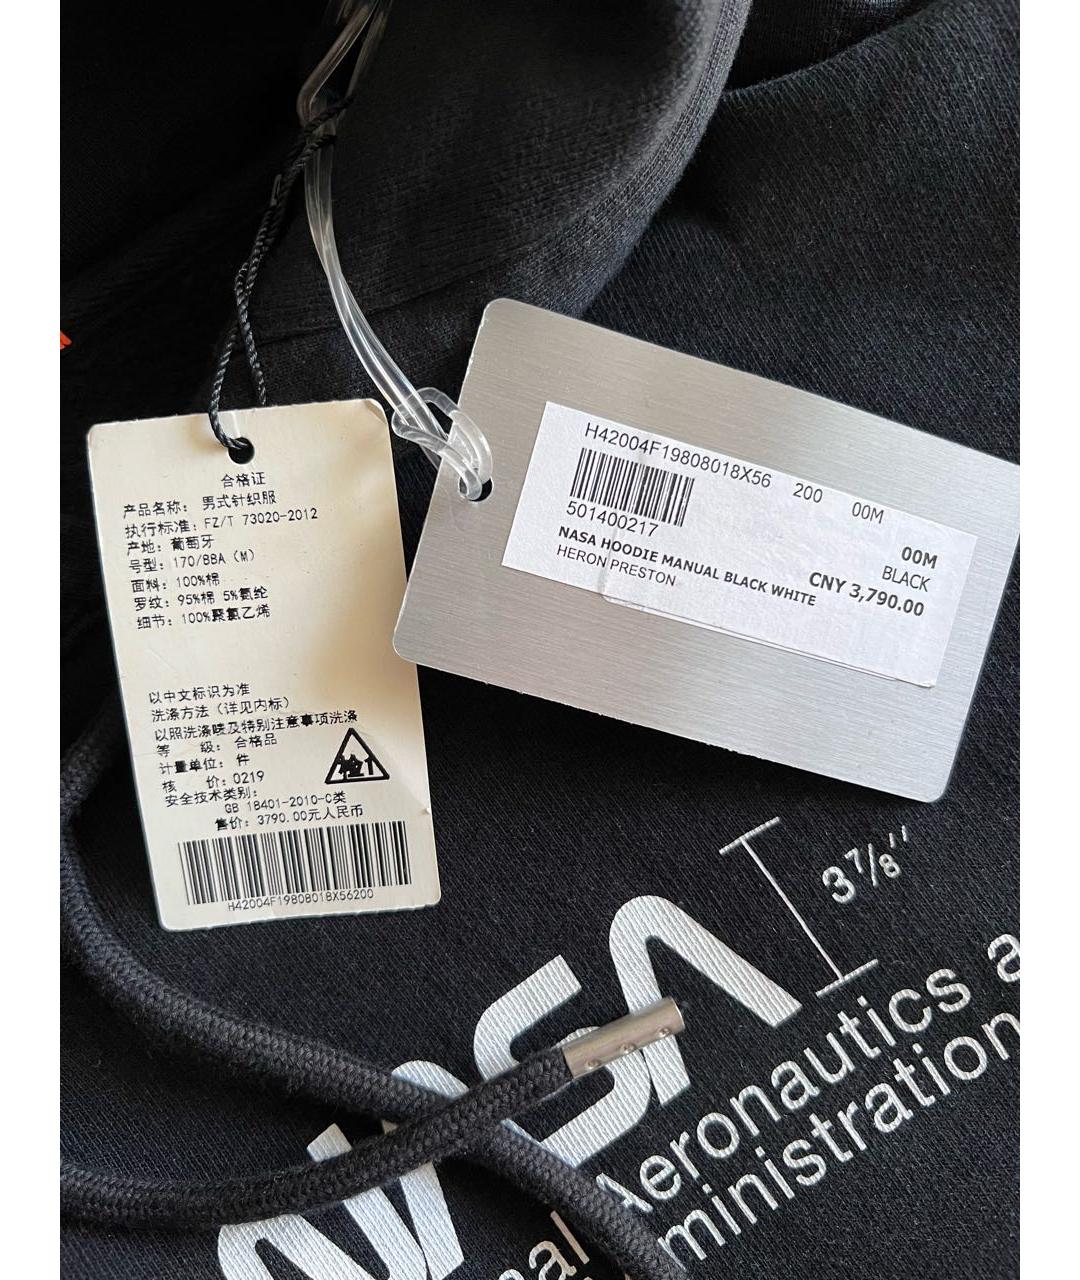 合格证
产品名称: 男式针织服
执行标准: FZ/T 73020-2012
产地: 葡萄牙
号型: 170/88A (M)
面料: 100%棉
罗纹: 95%棉 5%氨纶
细节: 100%聚氯乙烯
以中文标识为准
洗涤方法 (详见内标)
以照洗涤唛及特别注意事项洗涤
等 级: 合格品
计量单位: 件
核 价: 0219
检1
安全技术类别:
GB 18401-2010-C类
售价: 3790.00元人民币
H42004F19808018X56200
H42004F19808018X56 200 00M
501400217
00M
NASA HOODIE MANUAL BLACK WHITE BLACK
HERON PRESTON CNY 3,790.00
3⅞''
NASA
Aeronautics a
ministration